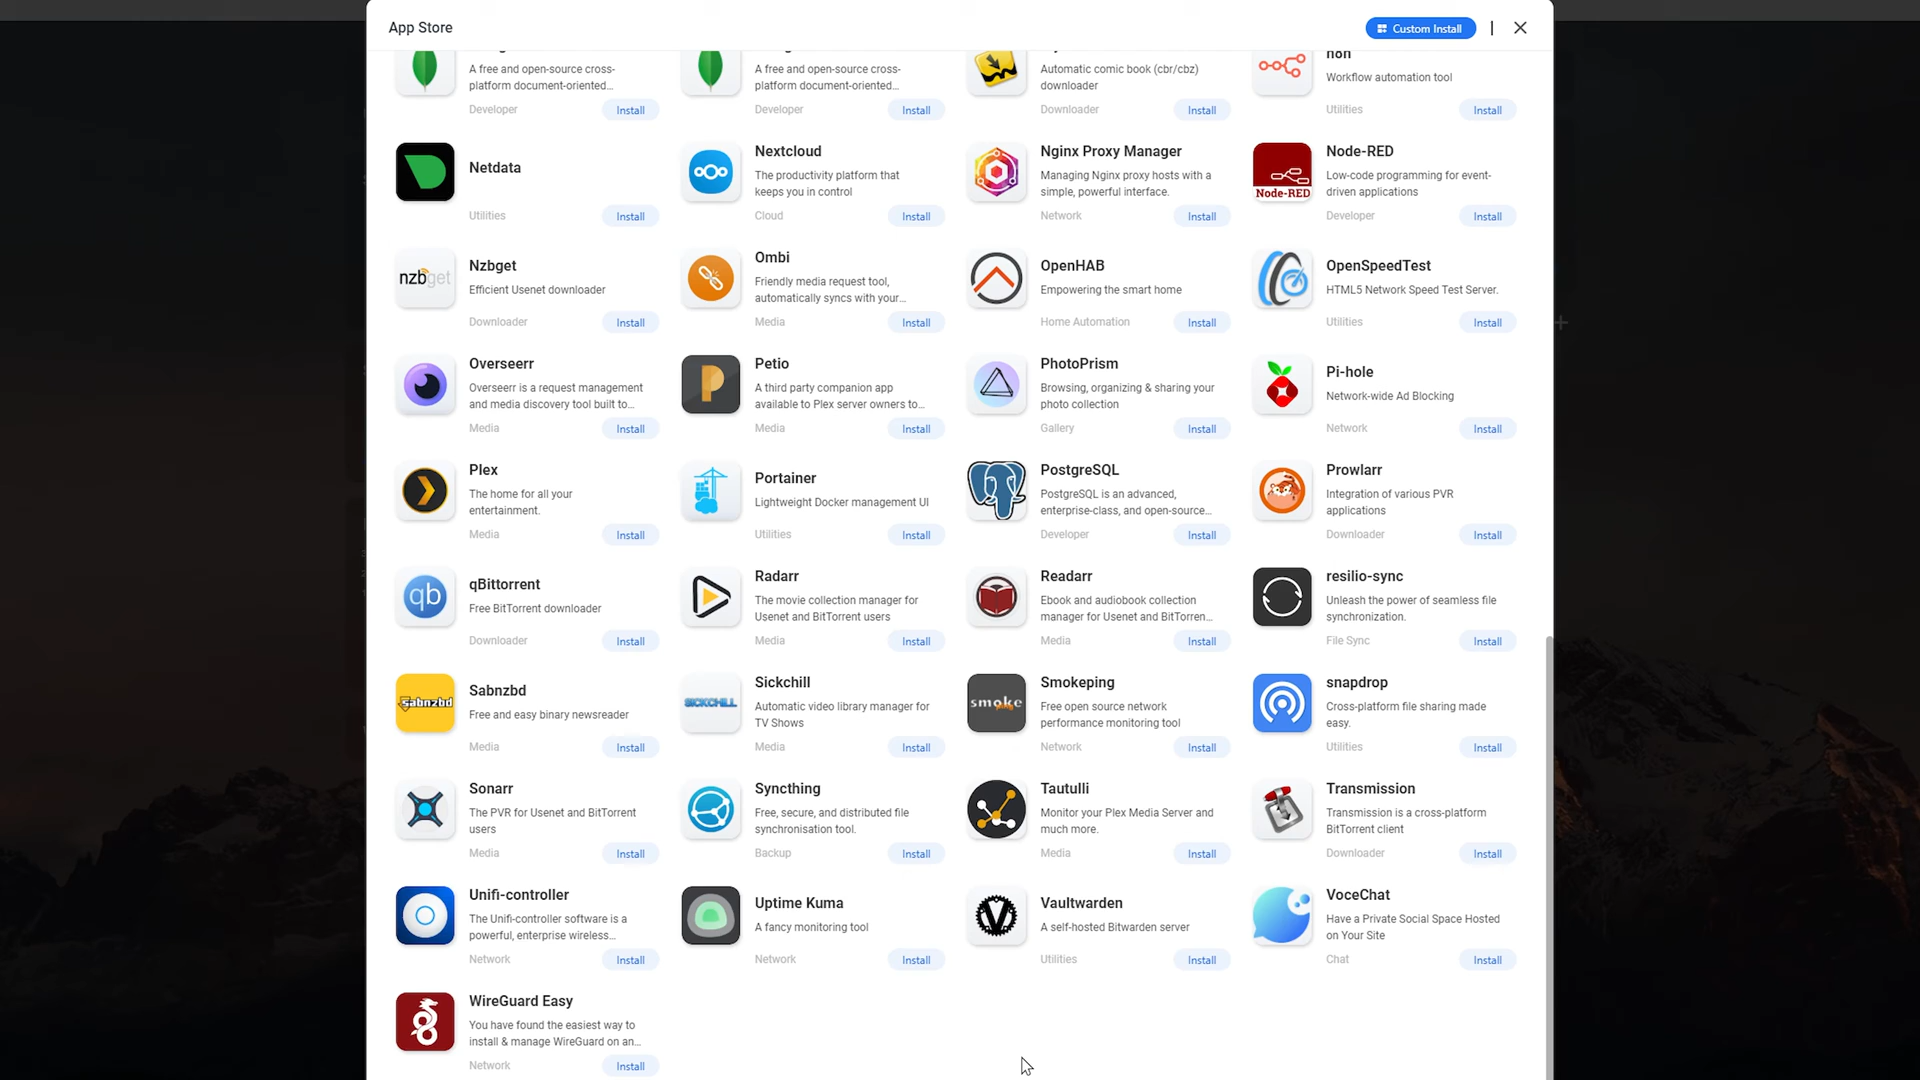 App Store
Custom Install
|
A free and open-source cross-
platform document-oriented...
Developer
Install
A free and open-source cross-
platform document-oriented...
Developer
Install
Automatic comic book (cbr/cbz)
downloader
Downloader
Install
n8n
Workflow automation tool
Utilities
Install
Netdata
Utilities
Install
Nextcloud
The productivity platform that
keeps you in control
Cloud
Install
Nginx Proxy Manager
Managing Nginx proxy hosts with a
simple, powerful interface.
Network
Install
Node-RED
Node-RED
Low-code programming for event-
driven applications
Developer
Install
nzbget
Nzbget
Efficient Usenet downloader
Downloader
Install
Ombi
Friendly media request tool,
automatically syncs with your...
Media
Install
OpenHAB
Empowering the smart home
Home Automation
Install
OpenSpeedTest
HTML5 Network Speed Test Server.
Utilities
Install
Overseerr
Overseerr is a request management
and media discovery tool built to...
Media
Install
Petio
A third party companion app
available to Plex server owners to...
Media
Install
PhotoPrism
Browsing, organizing & sharing your
photo collection
Gallery
Install
Pi-hole
Network-wide Ad Blocking
Network
Install
Plex
The home for all your
entertainment.
Media
Install
Portainer
Lightweight Docker management UI
Utilities
Install
PostgreSQL
PostgreSQL is an advanced,
enterprise-class, and open-source...
Developer
Install
Prowlarr
Integration of various PVR
applications
Downloader
Install
qb
qBittorrent
Free BitTorrent downloader
Downloader
Install
Radarr
The movie collection manager for
Usenet and BitTorrent users
Media
Install
Readarr
Ebook and audiobook collection
manager for Usenet and BitTorren...
Media
Install
resilio-sync
Unleash the power of seamless file
synchronization.
File Sync
Install
sabnzbd
Sabnzbd
Free and easy binary newsreader
Media
Install
SICKCHILL
Sickchill
Automatic video library manager for
TV Shows
Media
Install
smoke
Smokeping
Free open source network
performance monitoring tool
Network
Install
snapdrop
Cross-platform file sharing made
easy.
Utilities
Install
Sonarr
The PVR for Usenet and BitTorrent
users
Media
Install
Syncthing
Free, secure, and distributed file
synchronisation tool.
Backup
Install
Tautulli
Monitor your Plex Media Server and
much more.
Media
Install
Transmission
Transmission is a cross-platform
BitTorrent client
Downloader
Install
Unifi-controller
The Unifi-controller software is a
powerful, enterprise wireless...
Network
Install
Uptime Kuma
A fancy monitoring tool
Network
Install
Vaultwarden
A self-hosted Bitwarden server
Utilities
Install
VoceChat
Have a Private Social Space Hosted
on Your Site
Chat
Install
WireGuard Easy
You have found the easiest way to
install & manage WireGuard on an...
Network
Install